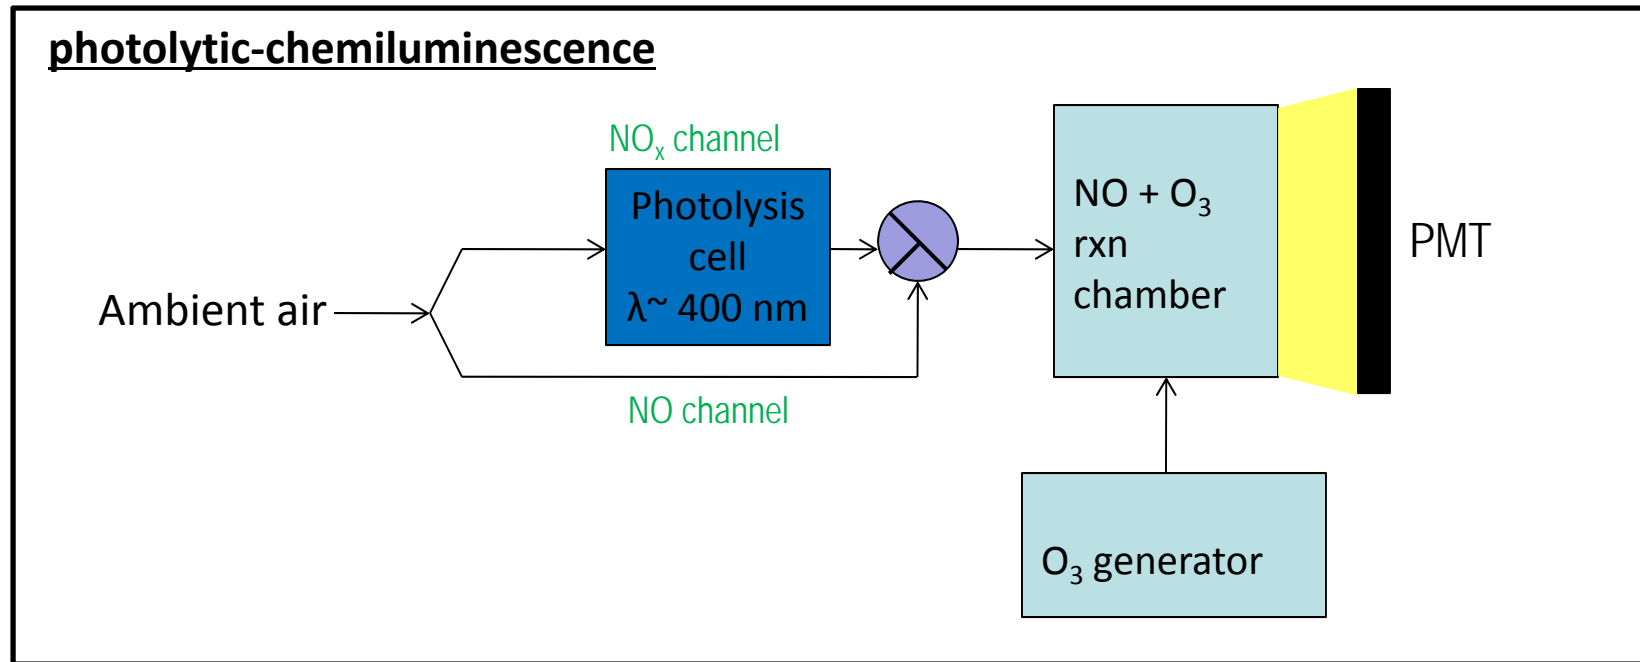 photolytic-chemiluminescence
NOₓ channel
Photolysis
cell
λ~ 400 nm
Ambient air
NO channel
NO + O₃
rxn
chamber
PMT
O₃ generator